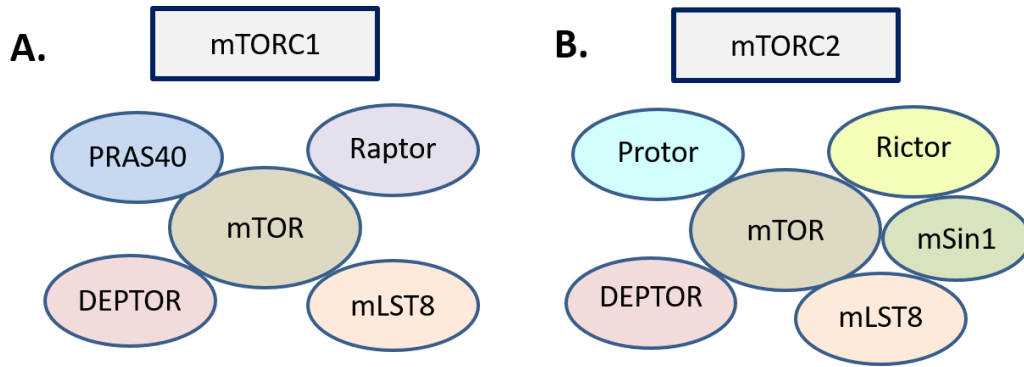 A.
mTORC1
PRAS40
Raptor
mTOR
DEPTOR
mLST8
B.
mTORC2
Protor
Rictor
mTOR
mSin1
DEPTOR
mLST8